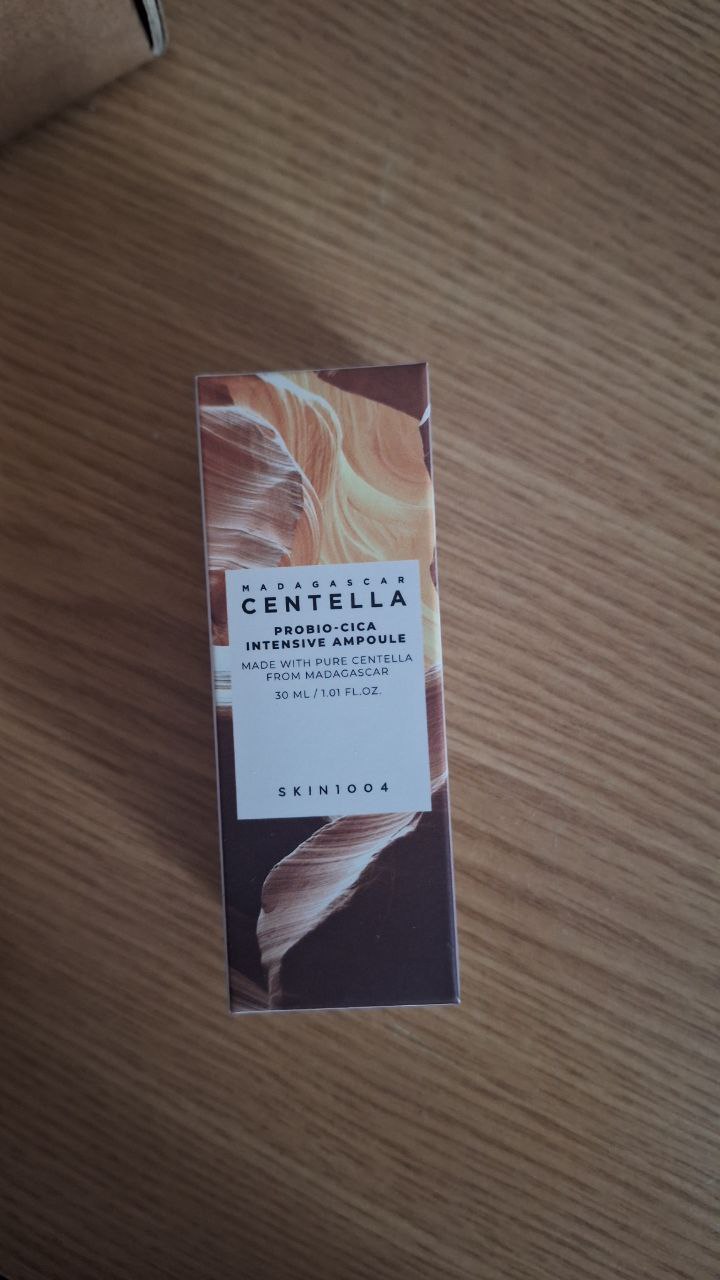 MADAGASCAR
CENTELLA
PROBIO-CICA
INTENSIVE AMPOULE
MADE WITH PURE CENTELLA
FROM MADAGASCAR
30 ML / 1.01 FL.OZ.
SKIN1004